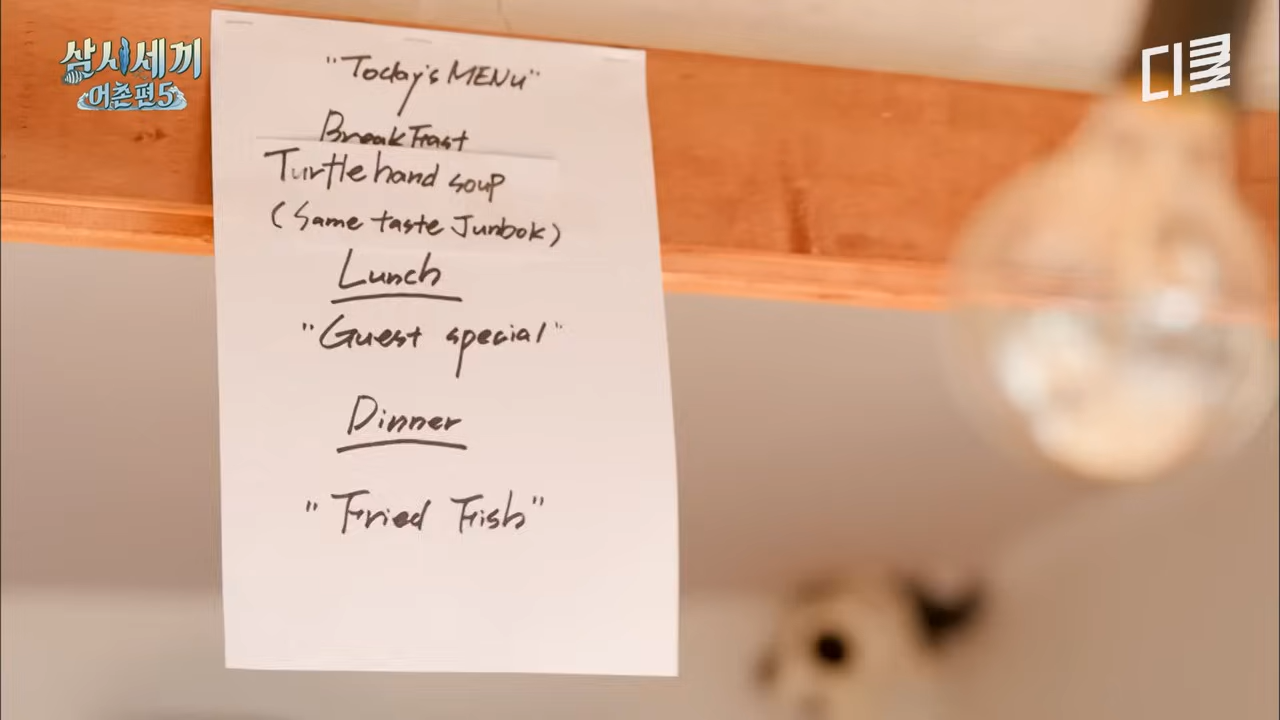 삼시세끼
어촌편5
디글
"Today's MENU"
BreakFast
Turtle hand soup
(Same taste Junbok)
Lunch
"Guest special"
Dinner
"Fried Fish"